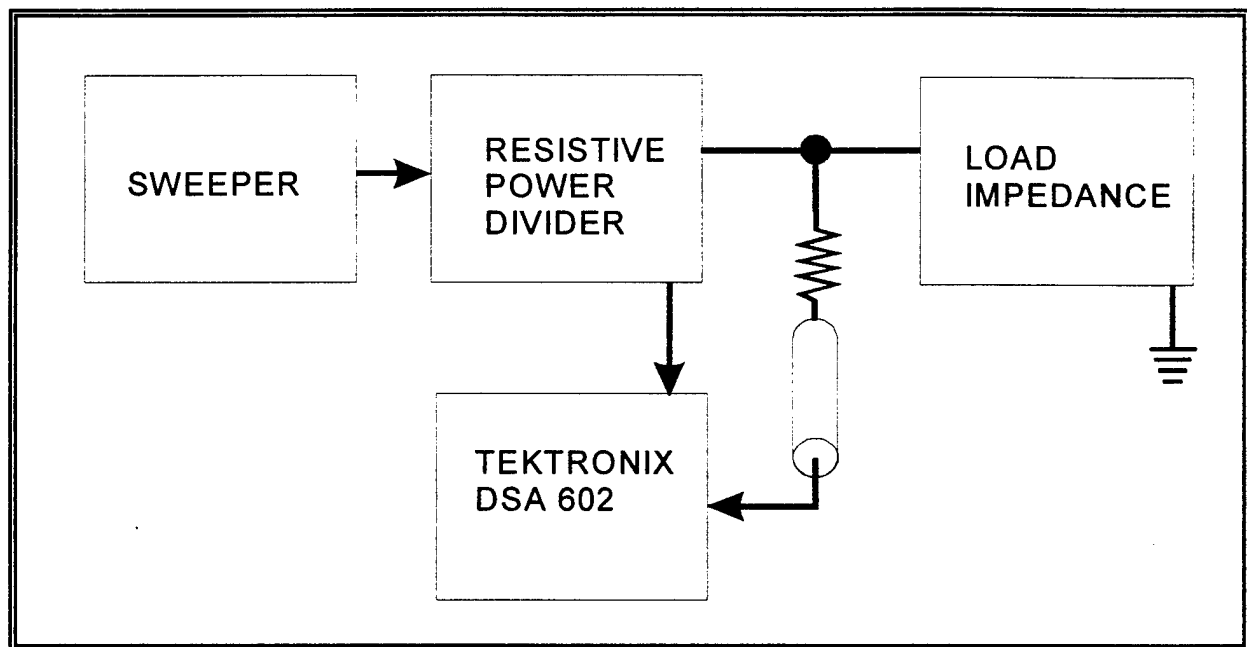 SWEEPER
RESISTIVE
POWER
DIVIDER
LOAD
IMPEDANCE
TEKTRONIX
DSA 602